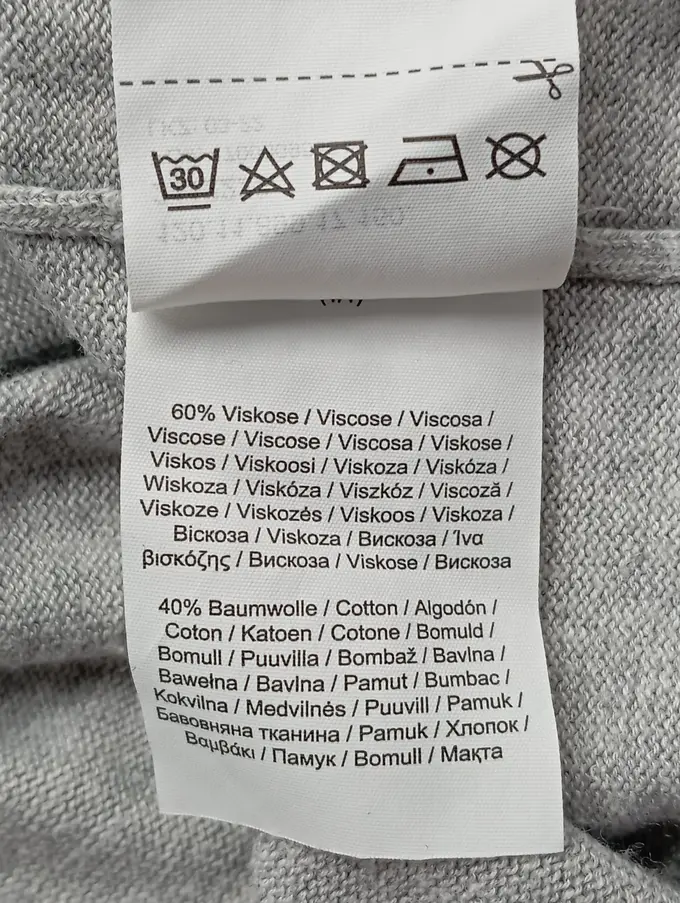 30
60% Viskose / Viscose / Viscosa /
Viscose / Viscose / Viscosa / Viskose /
Viskos / Viskoosi / Viskoza / Viskóza /
Wiskoza / Viskóza / Viszkóz / Viscoză /
Viskoze / Viskozės / Viskoos / Viskoza /
Віскоза / Viskoza / Вискоза / Ίνα
βισκόζης / Вискоза / Viskose / Вискоза
40% Baumwolle / Cotton / Algodón /
Coton / Katoen / Cotone / Bomuld /
Bomull / Puuvilla / Bombaž / Bavlna /
Bawełna / Bavlna / Pamut / Bumbac /
Kokvilna / Medvilnės / Puuvill / Pamuk /
Бавовняна тканина / Pamuk / Хлопок /
Βαμβάκι / Памук / Bomull / Мақта